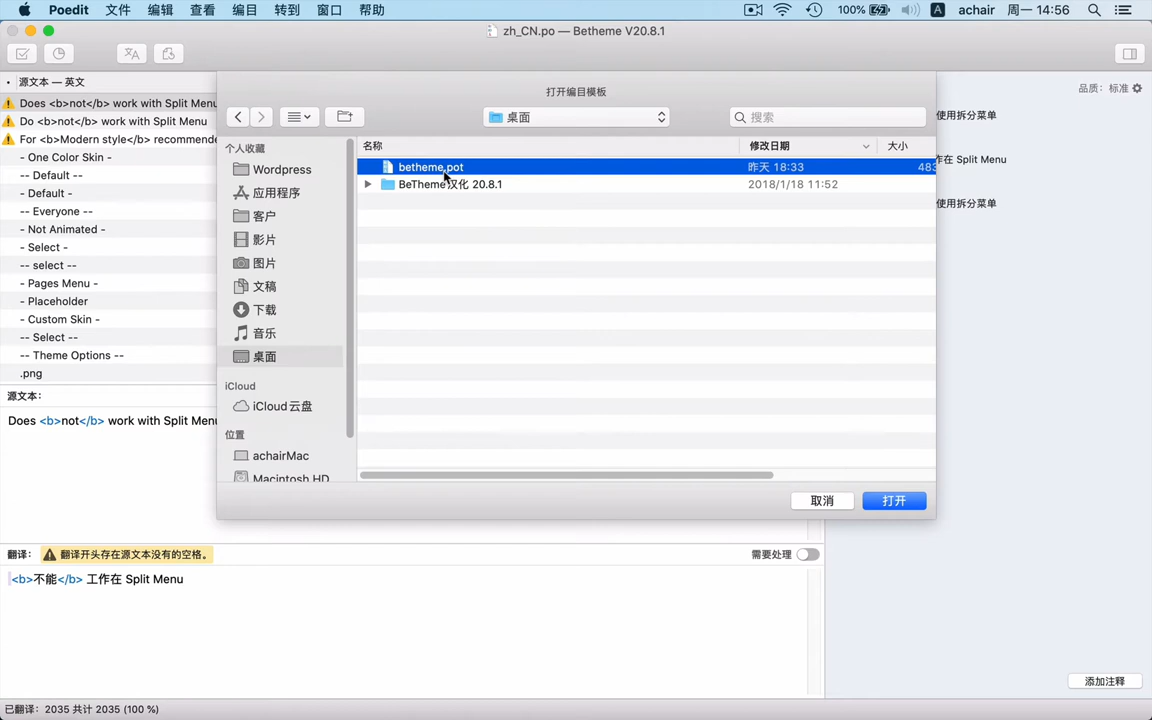 Poedit 文件 编辑 查看 编目 转到 窗口 帮助 100% A achair 周一 14:56
zh_CN.po — Betheme V20.8.1
源文本 — 英文
Does <b>not</b> work with Split Menu
Do <b>not</b> work with Split Menu
For <b>Modern style</b> recommende
- One Color Skin -
-- Default --
- Default -
-- Everyone --
- Not Animated -
- Select -
-- select --
- Pages Menu -
- Placeholder
- Custom Skin -
-- Select --
-- Theme Options --
.png
源文本:
Does <b>not</b> work with Split Menu
打开编目模板
桌面
搜索
个人收藏
Wordpress
应用程序
客户
影片
图片
文稿
下载
音乐
桌面
iCloud
iCloud 云盘
位置
achairMac
Macintosh HD
名称 修改日期 大小
betheme.pot 昨天 18:33 483
BeTheme汉化 20.8.1 2018/1/18 11:52
取消 打开
品质: 标准
使用拆分菜单
作在 Split Menu
使用拆分菜单
翻译: 翻译开头存在源文本没有的空格。 需要处理
<b>不能</b> 工作在 Split Menu
添加注释
已翻译: 2035 共计 2035 (100 %)